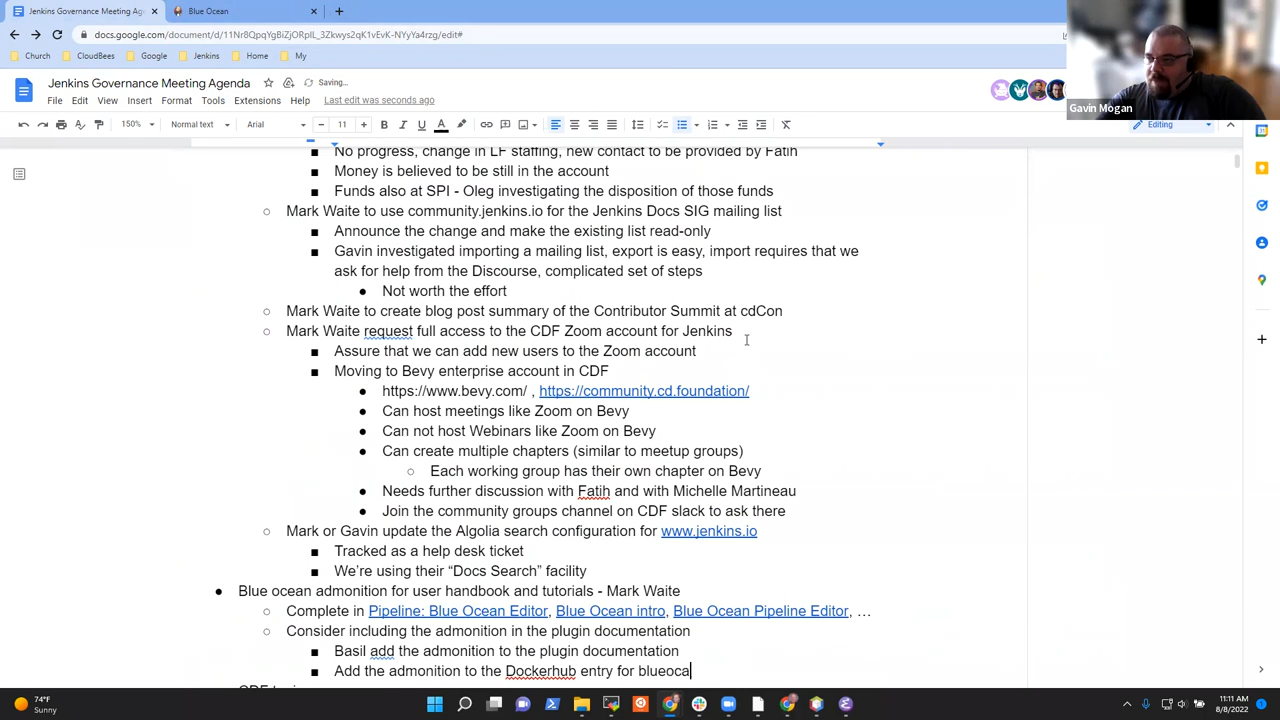 Jenkins Governance Meeting Ag
Blue Ocean
docs.google.com/document/d/11Nr8QpqYgBiZjORpIL_3Zkwys2qK1vEvK-NYyYa4rzg/edit#
Church
CloudBees
Google
Jenkins
Home
Gavin Mogan
Jenkins Governance Meeting Agenda
Saving...
File Edit View Insert Format Tools Extensions Help Last edit was seconds ago
150% Normal text Arial 11 Editing
No progress, change in LF staffing, new contact to be provided by Fatih
Money is believed to be still in the account
Funds also at SPI - Oleg investigating the disposition of those funds
Mark Waite to use community.jenkins.io for the Jenkins Docs SIG mailing list
Announce the change and make the existing list read-only
Gavin investigated importing a mailing list, export is easy, import requires that we
ask for help from the Discourse, complicated set of steps
Not worth the effort
Mark Waite to create blog post summary of the Contributor Summit at cdCon
Mark Waite request full access to the CDF Zoom account for Jenkins
Assure that we can add new users to the Zoom account
Moving to Bevy enterprise account in CDF
https://www.bevy.com/ , https://community.cd.foundation/
Can host meetings like Zoom on Bevy
Can not host Webinars like Zoom on Bevy
Can create multiple chapters (similar to meetup groups)
Each working group has their own chapter on Bevy
Needs further discussion with Fatih and with Michelle Martineau
Join the community groups channel on CDF slack to ask there
Mark or Gavin update the Algolia search configuration for www.jenkins.io
Tracked as a help desk ticket
We’re using their “Docs Search” facility
Blue ocean admonition for user handbook and tutorials - Mark Waite
Complete in Pipeline: Blue Ocean Editor, Blue Ocean intro, Blue Ocean Pipeline Editor, …
Consider including the admonition in the plugin documentation
Basil add the admonition to the plugin documentation
Add the admonition to the Dockerhub entry for blueoca
74°F
Sunny
11:11 AM
8/8/2022